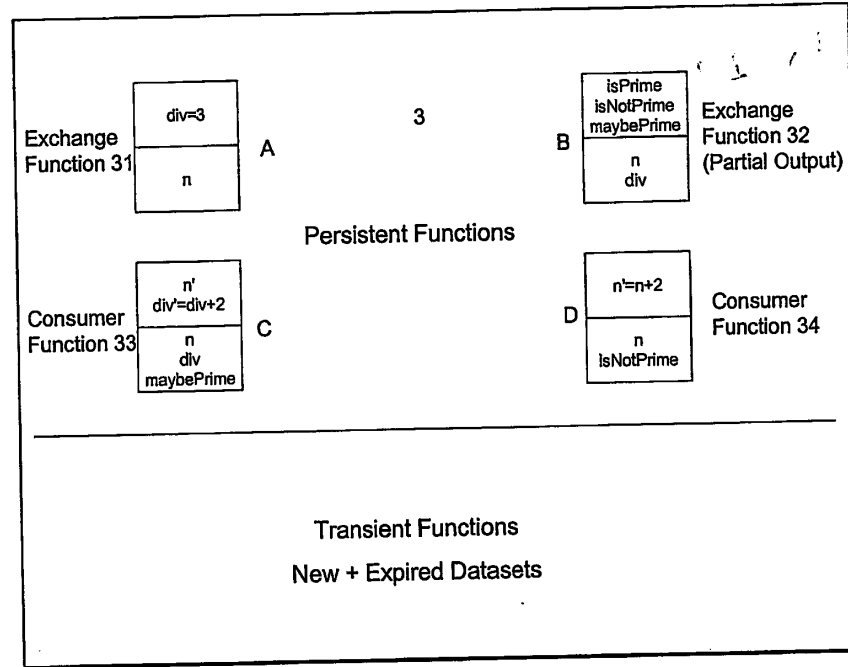 Exchange
Function 31
div=3
n
A
3
B
isPrime
isNotPrime
maybePrime
n
div
Exchange
Function 32
(Partial Output)
Persistent Functions
Consumer
Function 33
n'
div'=div+2
n
div
maybePrime
C
D
n'=n+2
n
isNotPrime
Consumer
Function 34
Transient Functions
New + Expired Datasets